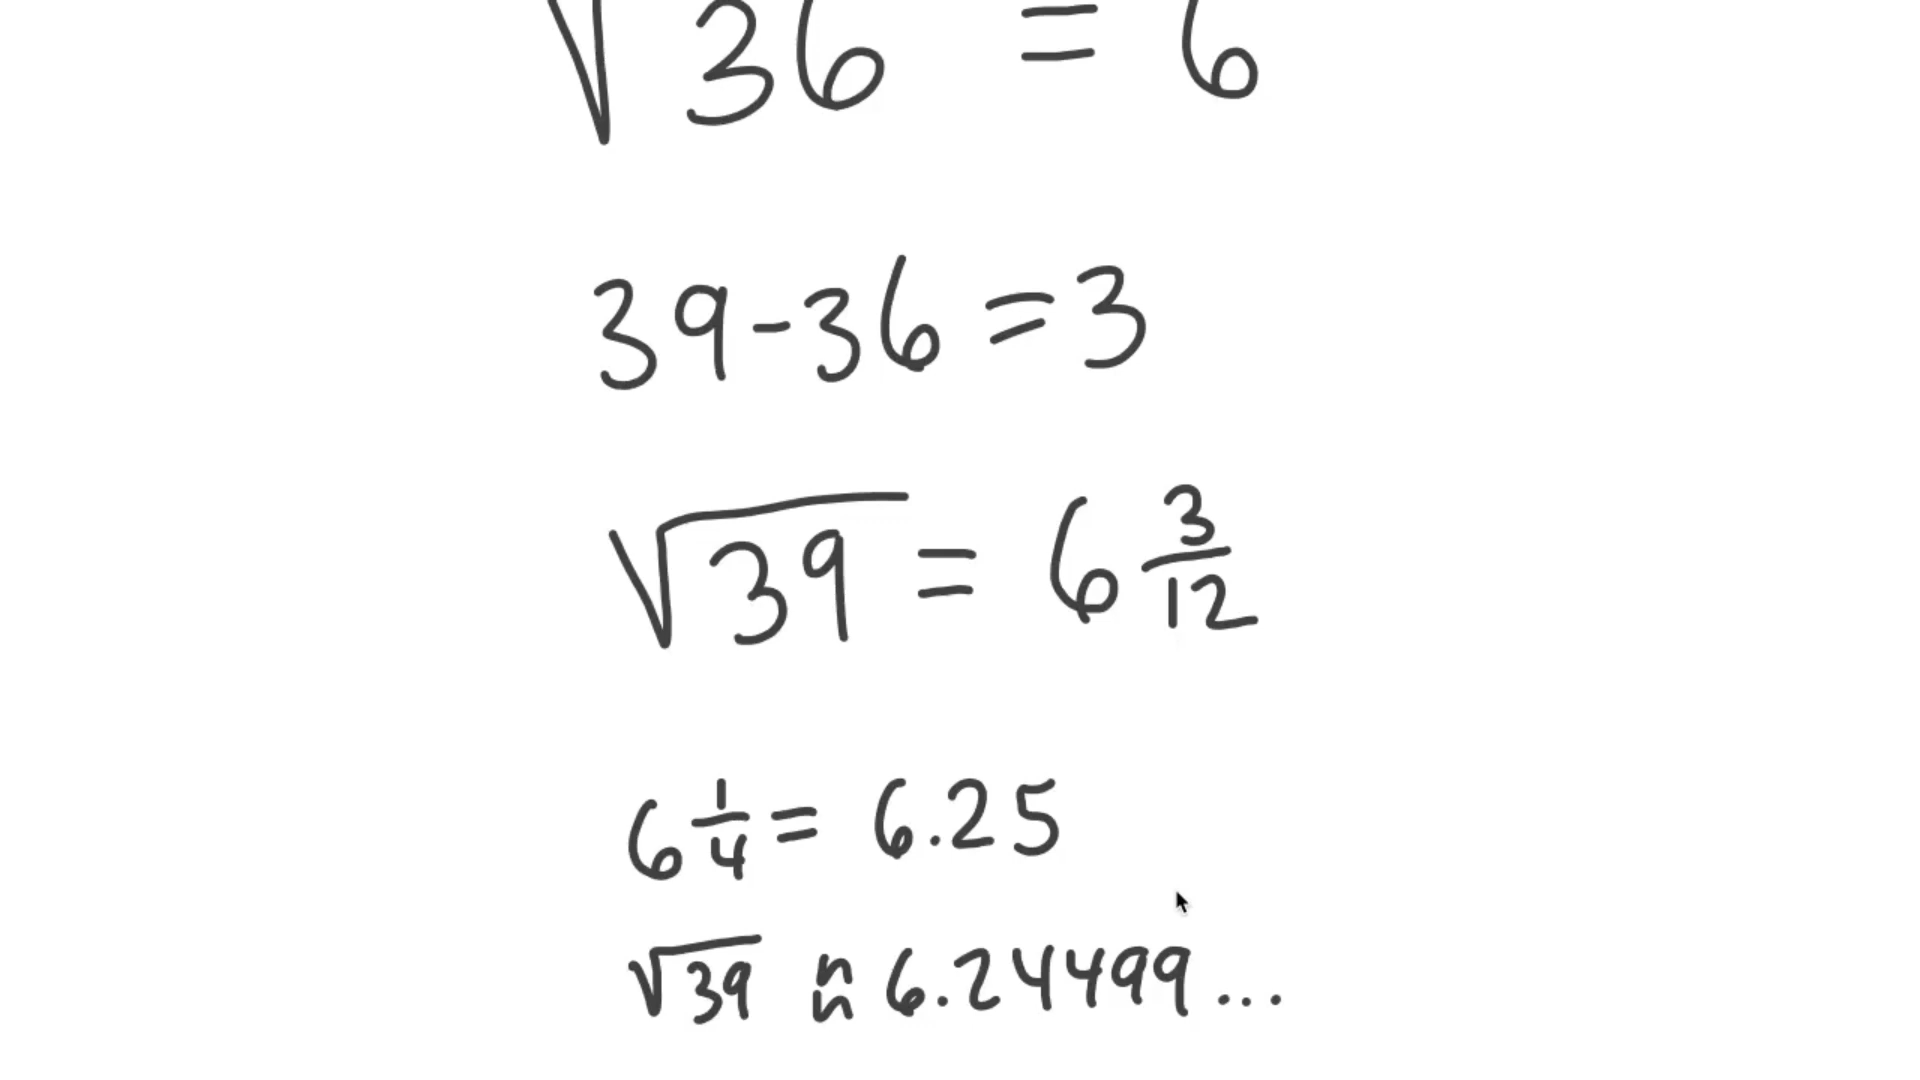 √36 = 6
39-36=3
√39 = 6 3/12
6 1/4 = 6.25
√39 ≈ 6.24499...